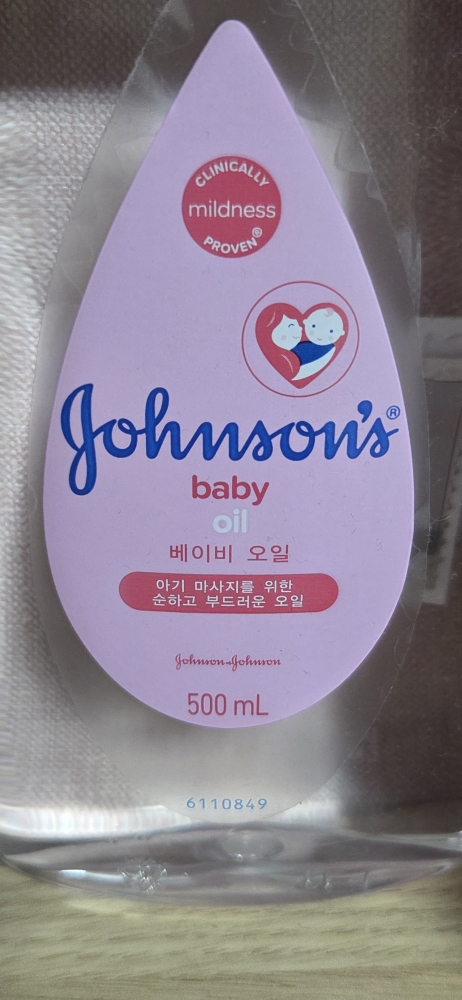 CLINICALLY
mildness
PROVEN
Johnson's®
baby
oil
베이비 오일
아기 마사지를 위한
순하고 부드러운 오일
Johnson+Johnson
500 mL
6110849